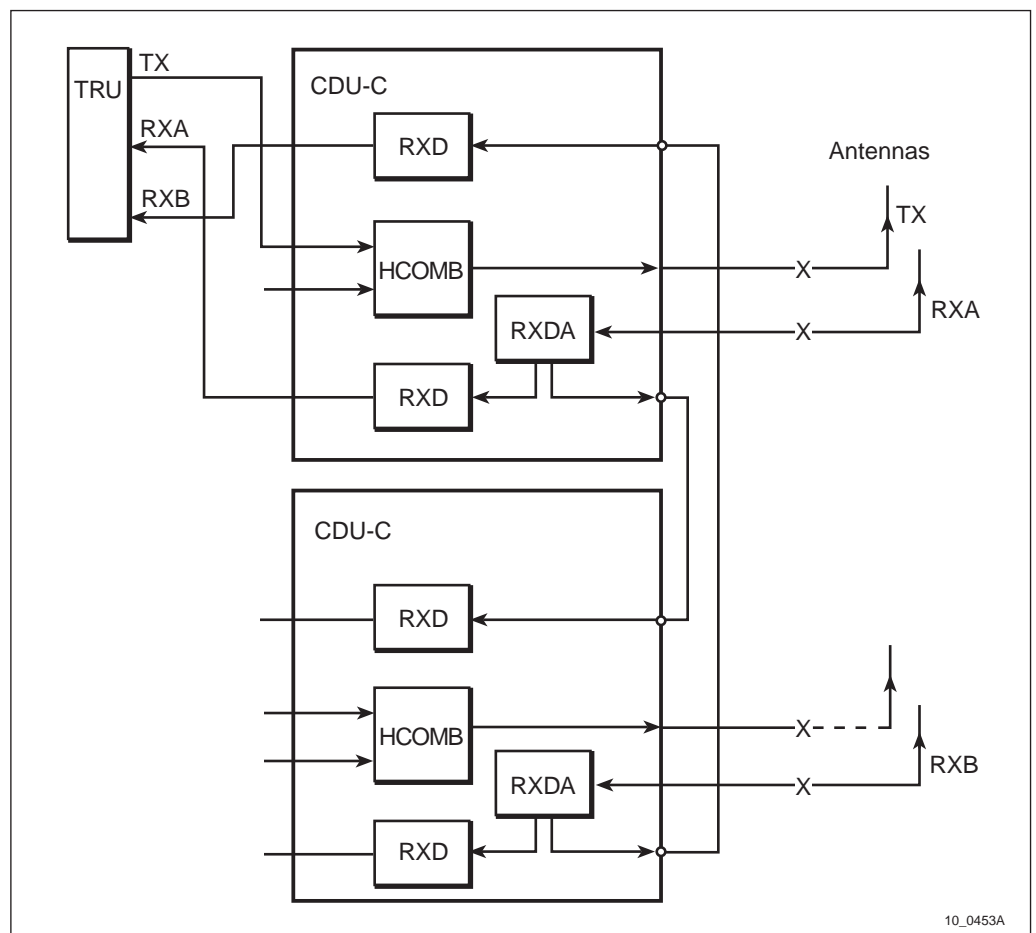 TRU
TX
RXA
RXB
CDU-C
RXD
HCOMB
RXDA
RXD
Antennas
TX
RXA
CDU-C
RXD
HCOMB
RXDA
RXD
X
X
X
X
RXB
10_0453A